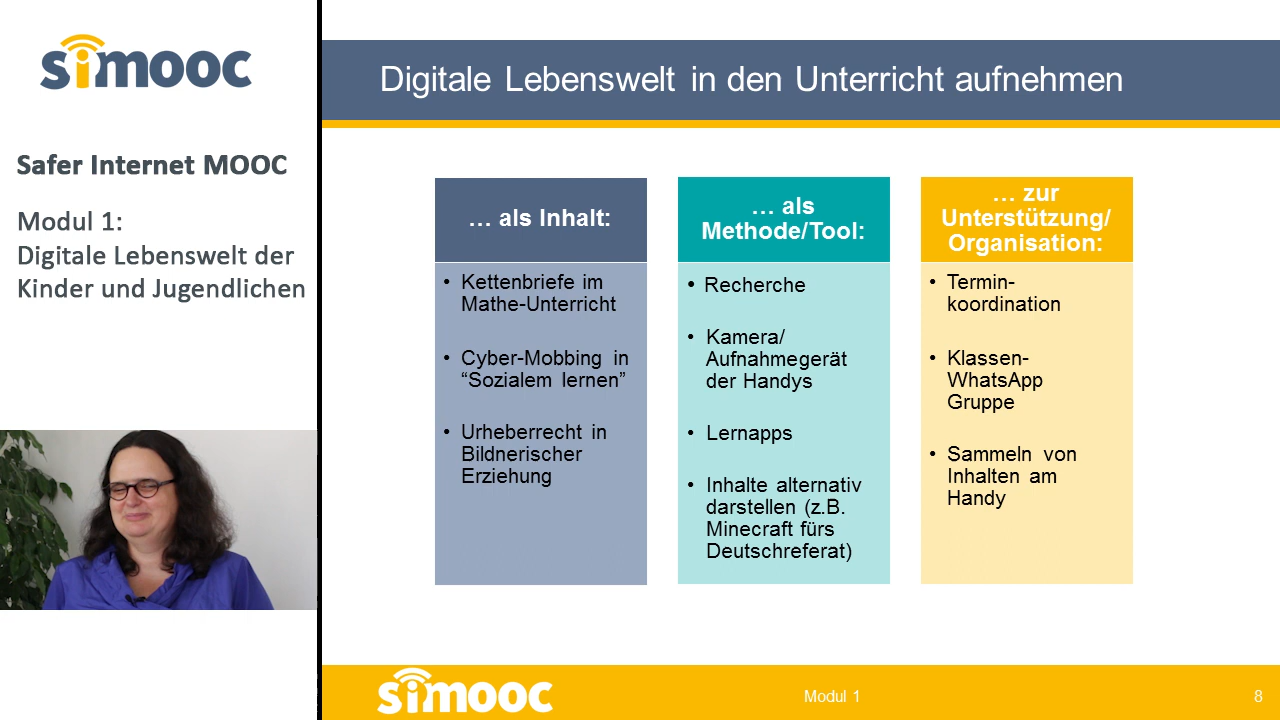 simooc
Safer Internet MOOC
Modul 1:
Digitale Lebenswelt der
Kinder und Jugendlichen
Digitale Lebenswelt in den Unterricht aufnehmen
… als Inhalt:
• Kettenbriefe im
Mathe-Unterricht
• Cyber-Mobbing in
“Sozialem lernen”
• Urheberrecht in
Bildnerischer
Erziehung
… als
Methode/Tool:
• Recherche
• Kamera/
Aufnahmegerät
der Handys
• Lernapps
• Inhalte alternativ
darstellen (z.B.
Minecraft fürs
Deutschreferat)
… zur
Unterstützung/
Organisation:
• Termin-
koordination
• Klassen-
WhatsApp
Gruppe
• Sammeln von
Inhalten am
Handy
simooc
Modul 1
8